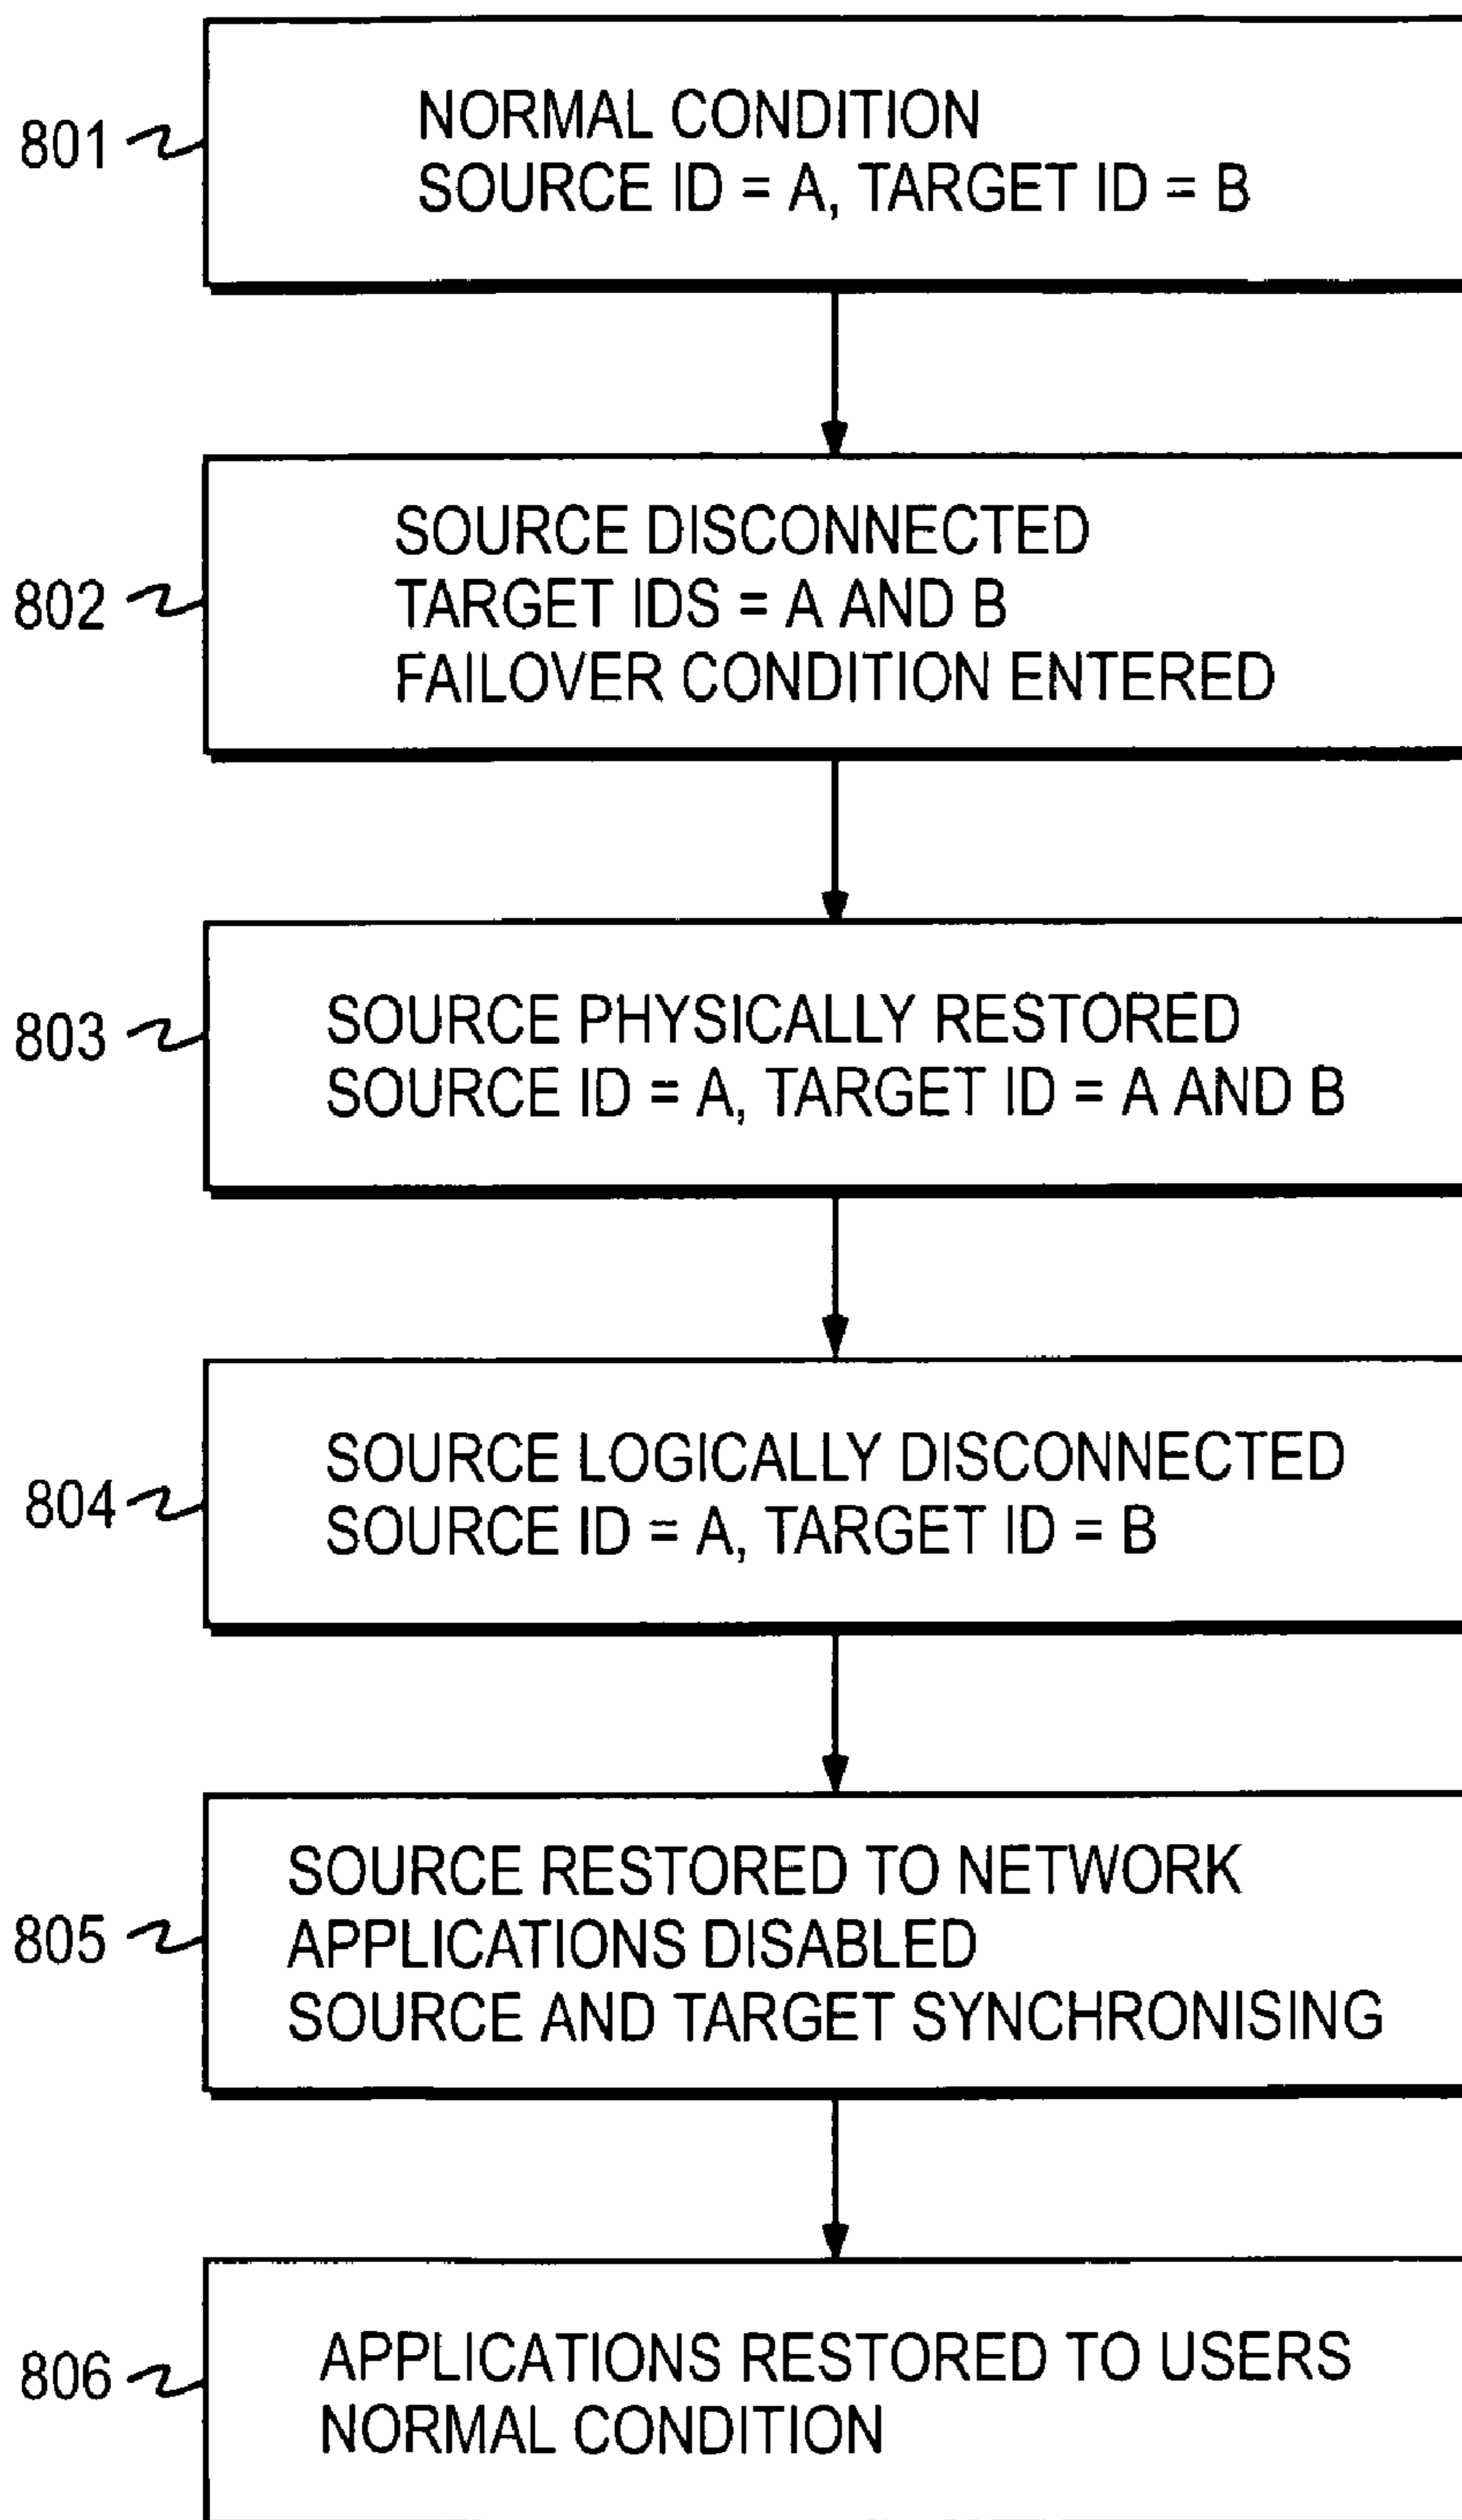 801
NORMAL CONDITION
SOURCE ID = A, TARGET ID = B
802
SOURCE DISCONNECTED
TARGET IDS = A AND B
FAILOVER CONDITION ENTERED
803
SOURCE PHYSICALLY RESTORED
SOURCE ID = A, TARGET ID = A AND B
804
SOURCE LOGICALLY DISCONNECTED
SOURCE ID = A, TARGET ID = B
805
SOURCE RESTORED TO NETWORK
APPLICATIONS DISABLED
SOURCE AND TARGET SYNCHRONISING
806
APPLICATIONS RESTORED TO USERS
NORMAL CONDITION